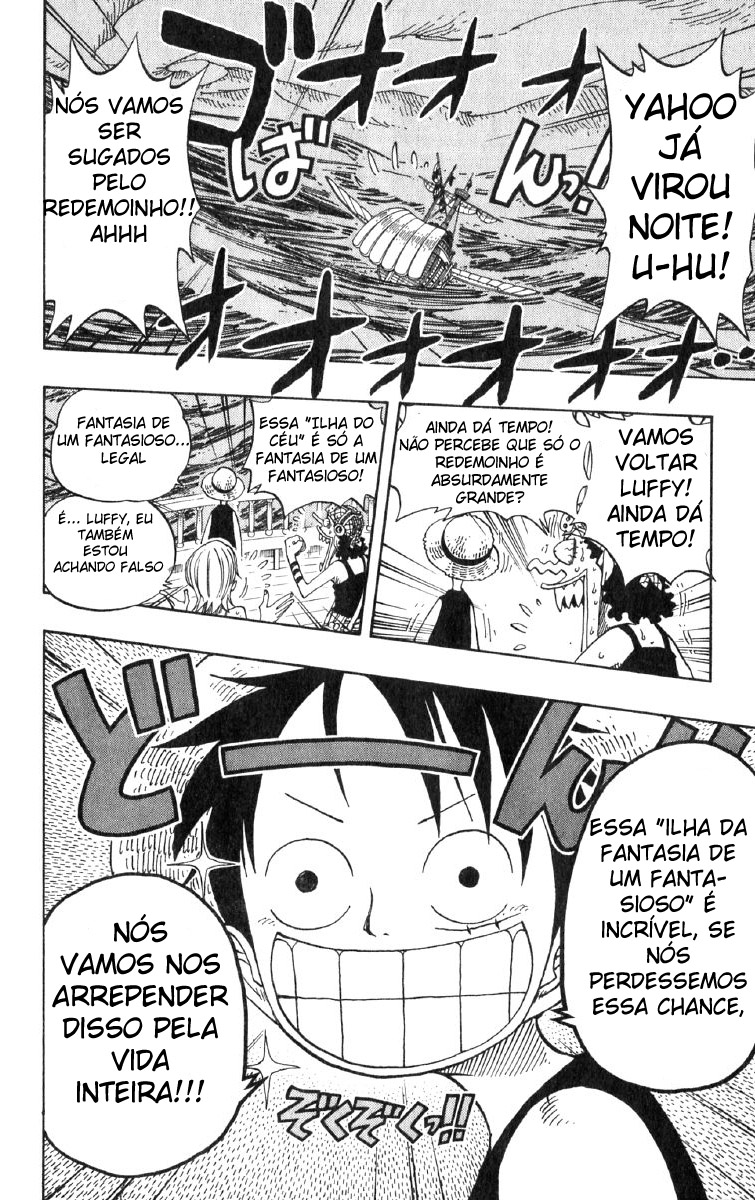 ゴオオオオ
YAHOO
JÁ
VIROU
NOITE!
U-HU!
ざばんっ!
NÓS VAMOS
SER
SUGADOS
PELO
REDEMOINHO!!
AHHH
オオオオオオ…
VAMOS
VOLTAR
LUFFY!
AINDA DÁ
TEMPO!
AINDA DÁ TEMPO!
NÃO PERCEBE QUE SÓ O
REDEMOINHO É
ABSURDAMENTE
GRANDE?
ESSA "ILHA DO
CÉU" É SÓ A
FANTASIA DE UM
FANTASIOSO!
FANTASIA DE
UM FANTASIOSO...
LEGAL
É... LUFFY, EU
TAMBÉM
ESTOU
ACHANDO FALSO
どーん
ESSA "ILHA DA
FANTASIA DE
UM FANTA-
SIOSO" É
INCRÍVEL, SE
NÓS
PERDESSEMOS
ESSA CHANCE,
NÓS
VAMOS NOS
ARREPENDER
DISSO PELA
VIDA
INTEIRA!!!
ぞくぞくっ!!